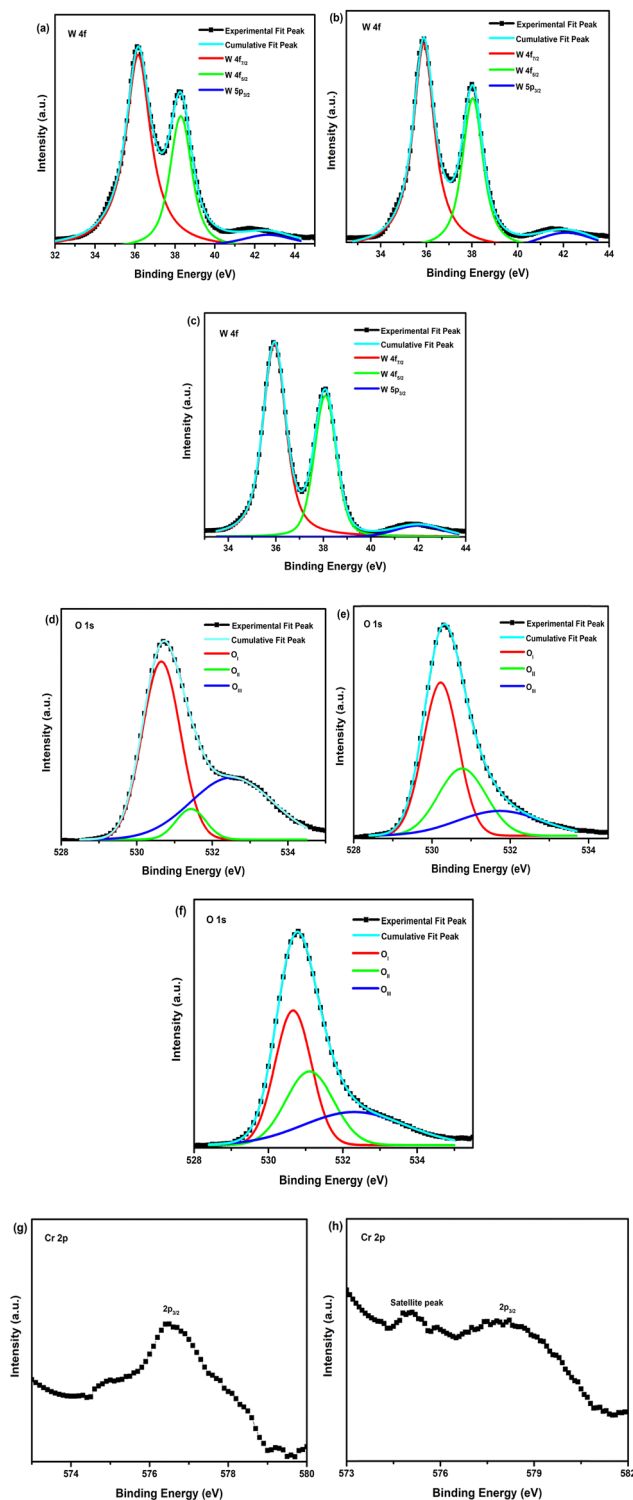 (a)
W 4f
Experimental Fit Peak
Cumulative Fit Peak
W 4f7/2
W 4f5/2
W 5p3/2
Intensity (a.u.)
32 34 36 38 40 42 44
Binding Energy (eV)
(b)
W 4f
Experimental Fit Peak
Cumulative Fit Peak
W 4f7/2
W 4f5/2
W 5p3/2
Intensity (a.u.)
34 36 38 40 42 44
Binding Energy (eV)
(c)
W 4f
Experimental Fit Peak
Cumulative Fit Peak
W 4f7/2
W 4f5/2
W 5p3/2
Intensity (a.u.)
34 36 38 40 42 44
Binding Energy (eV)
(d)
O 1s
Experimental Fit Peak
Cumulative Fit Peak
OI
OII
OIII
Intensity (a.u.)
528 530 532 534
Binding Energy (eV)
(e)
O 1s
Experimental Fit Peak
Cumulative Fit Peak
OI
OII
OIII
Intensity (a.u.)
528 530 532 534
Binding Energy (eV)
(f)
O 1s
Experimental Fit Peak
Cumulative Fit Peak
OI
OII
OIII
Intensity (a.u.)
528 530 532 534
Binding Energy (eV)
(g)
Cr 2p
2p3/2
Intensity (a.u.)
574 576 578 580
Binding Energy (eV)
(h)
Cr 2p
Satellite peak
2p3/2
Intensity (a.u.)
573 576 579 582
Binding Energy (eV)